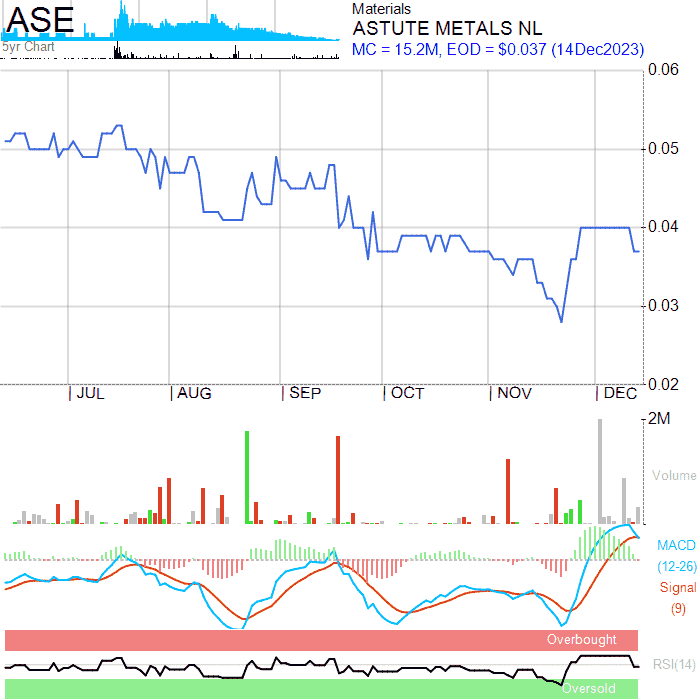 ASE
5yr Chart
Materials
ASTUTE METALS NL
MC = 15.2M, EOD = $0.037 (14Dec2023)
0.06
0.05
0.04
0.03
0.02
JUL AUG SEP OCT NOV DEC
2M
Volume
MACD
(12-26)
Signal
(9)
Overbought
RSI(14)
Oversold